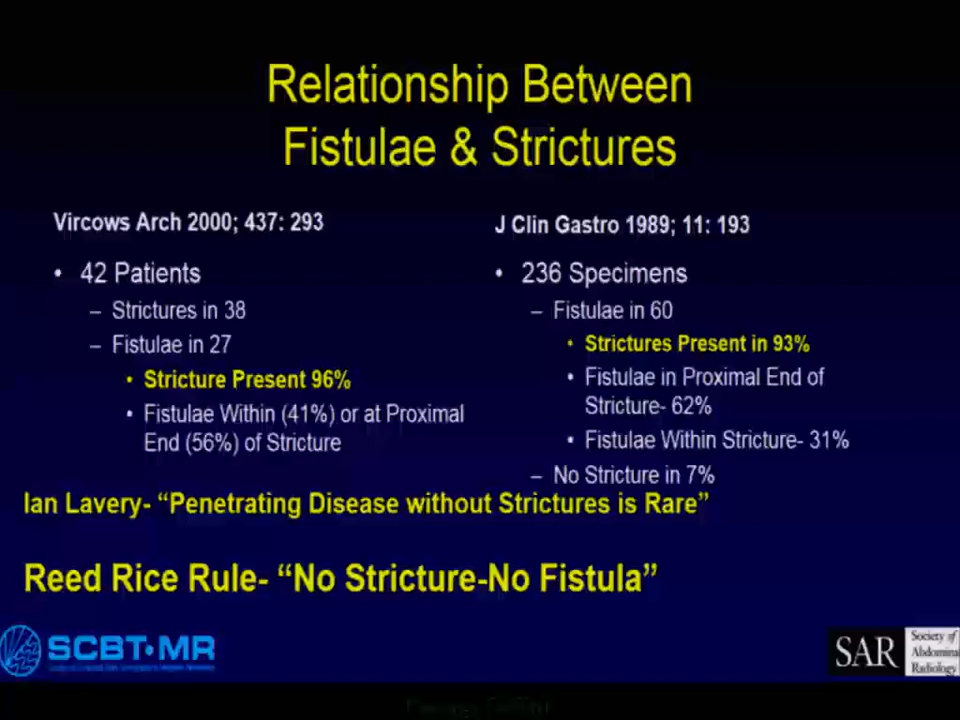 Relationship Between
Fistulae & Strictures
Vircows Arch 2000; 437: 293
• 42 Patients
– Strictures in 38
– Fistulae in 27
• Stricture Present 96%
• Fistulae Within (41%) or at Proximal
End (56%) of Stricture
J Clin Gastro 1989; 11: 193
• 236 Specimens
– Fistulae in 60
• Strictures Present in 93%
• Fistulae in Proximal End of
Stricture- 62%
• Fistulae Within Stricture- 31%
– No Stricture in 7%
Ian Lavery- “Penetrating Disease without Strictures is Rare”
Reed Rice Rule- “No Stricture-No Fistula”
SCBT•MR
SAR
Society of
Abdominal
Radiology